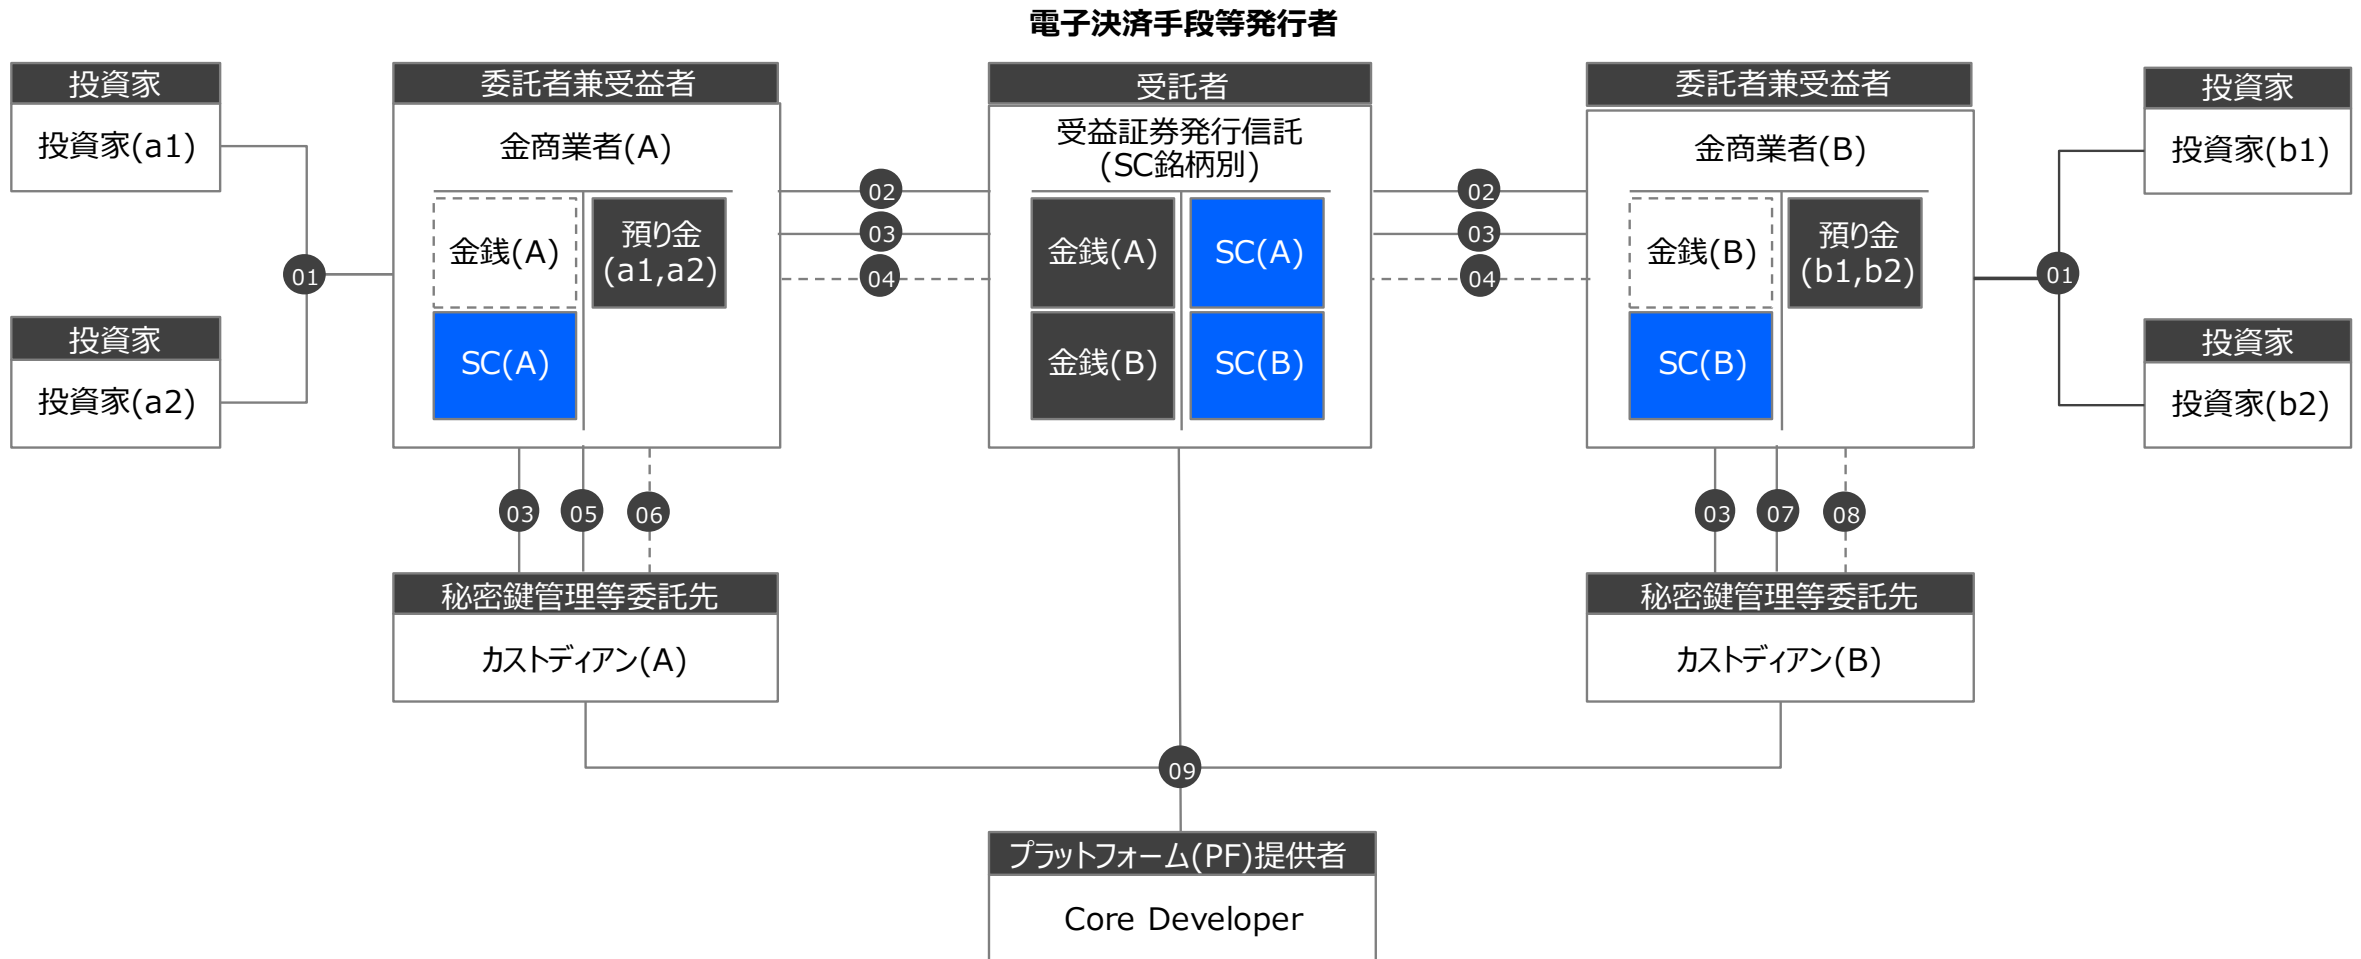 電子決済手段等発行者
投資家
投資家(a1)
投資家
投資家(a2)
01
委託者兼受益者
金商業者(A)
金銭(A)
預り金
(a1,a2)
SC(A)
02
03
04
受託者
受益証券発行信託
(SC銘柄別)
金銭(A)
SC(A)
金銭(B)
SC(B)
02
03
04
委託者兼受益者
金商業者(B)
金銭(B)
預り金
(b1,b2)
SC(B)
01
投資家
投資家(b1)
投資家
投資家(b2)
03
05
06
03
07
08
秘密鍵管理等委託先
カストディアン(A)
秘密鍵管理等委託先
カストディアン(B)
09
プラットフォーム(PF)提供者
Core Developer